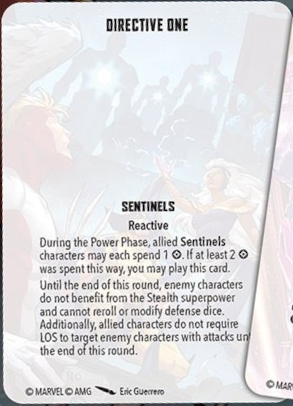 DIRECTIVE ONE
SENTINELS
Reactive
During the Power Phase, allied Sentinels
characters may each spend 1 . If at least 2
was spent this way, you may play this card.
Until the end of this round, enemy characters
do not benefit from the Stealth superpower
and cannot reroll or modify defense dice.
Additionally, allied characters do not require
LOS to target enemy characters with attacks
the end of this round.
© MARVEL © AMG Eric Guerrero
© MAR